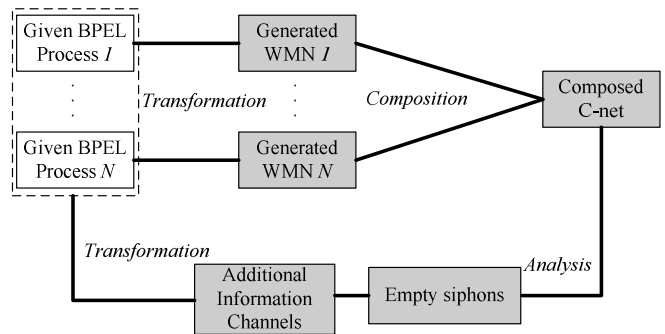 Given BPEL
Process 1
Generated
WMN 1
Transformation
Composition
Composed
C-net
Given BPEL
Process N
Generated
WMN N
Transformation
Additional
Information
Channels
Empty siphons
Analysis